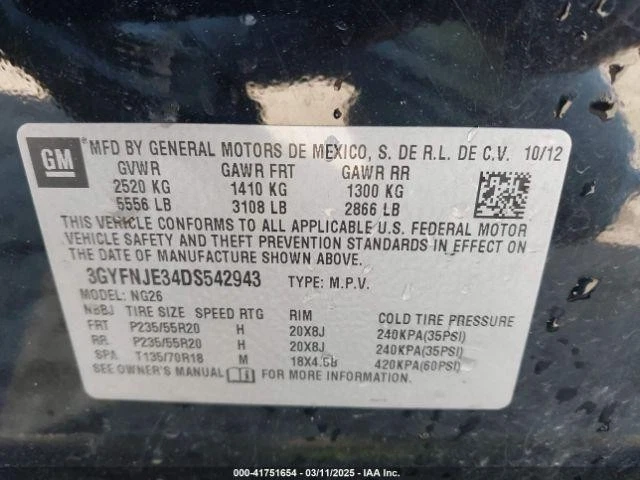 GM *MFD BY GENERAL MOTORS DE MEXICO, S. DE R.L. DE C.V. 10/12
GVWR GAWR FRT GAWR RR
2520 KG 1410 KG 1300 KG
5556 LB 3108 LB 2866 LB
THIS VEHICLE CONFORMS TO ALL APPLICABLE U.S. FEDERAL MOTOR
VEHICLE SAFETY AND THEFT PREVENTION STANDARDS IN EFFECT ON
THE DATE OF MANUFACTURE SHOWN ABOVE.
3GYFNJE34DS542943 TYPE: M.P.V.
MODEL: NG26
NBBJ TIRE SIZE SPEED RTG RIM COLD TIRE PRESSURE
FRT P235/55R20 H 20X8J 240KPA(35PSI)
RR P235/55R20 H 20X8J 240KPA(35PSI)
SPA T135/70R18 M 18X4.5B 420KPA(60PSI)
SEE OWNER'S MANUAL FOR MORE INFORMATION.
000-41751654 | 03/11/2025 | IAA Inc.